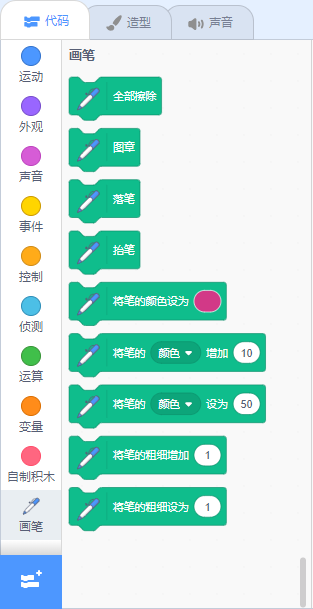 代码 造型 声音
画笔
运动
外观
声音
事件
控制
侦测
运算
变量
自制积木
画笔
全部擦除
图章
落笔
抬笔
将笔的颜色设为
将笔的 颜色 增加 10
将笔的 颜色 设为 50
将笔的粗细增加 1
将笔的粗细设为 1